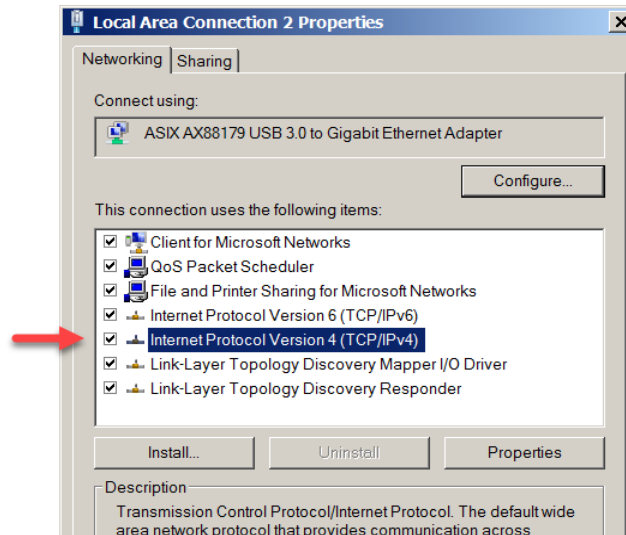 Local Area Connection 2 Properties
Networking
Sharing
Connect using:
ASIX AX88179 USB 3.0 to Gigabit Ethernet Adapter
Configure...
This connection uses the following items:
Client for Microsoft Networks
QoS Packet Scheduler
File and Printer Sharing for Microsoft Networks
Internet Protocol Version 6 (TCP/IPv6)
Internet Protocol Version 4 (TCP/IPv4)
Link-Layer Topology Discovery Mapper I/O Driver
Link-Layer Topology Discovery Responder
Install...
Uninstall
Properties
Description
Transmission Control Protocol/Internet Protocol. The default wide
area network protocol that provides communication across